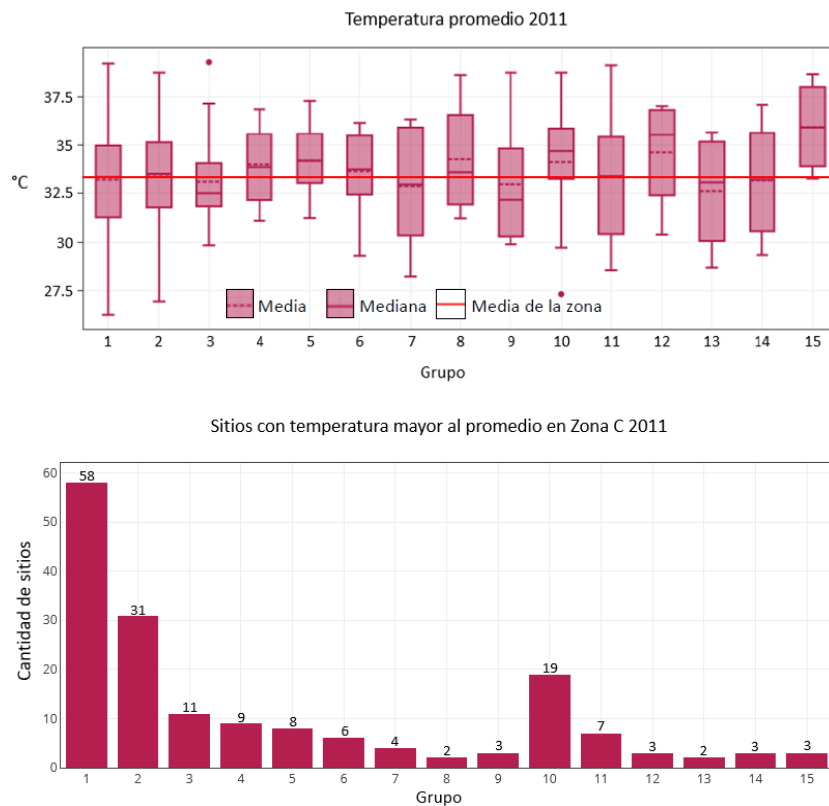 Temperatura promedio 2011
37.5
35
°C
32.5
30
27.5
Media Mediana Media de la zona
1 2 3 4 5 6 7 8 9 10 11 12 13 14 15
Grupo
Sitios con temperatura mayor al promedio en Zona C 2011
Cantidad de sitios
60
50
40
30
20
10
0
58 31 11 9 8 6 4 2 3 19 7 3 2 3 3
1 2 3 4 5 6 7 8 9 10 11 12 13 14 15
Grupo